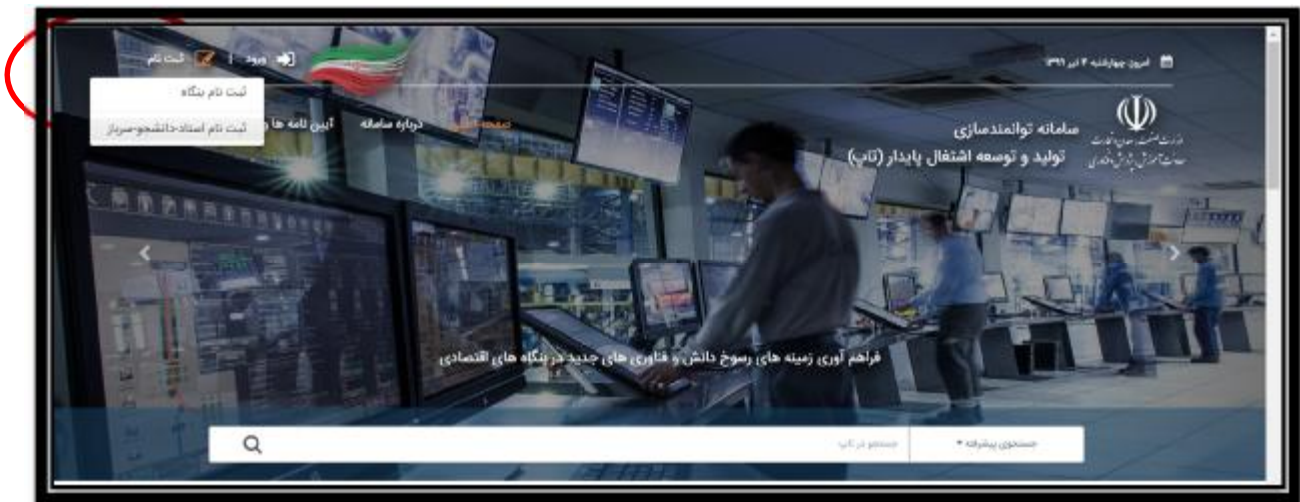 امروز چهارشنبه ۴ تیر ۱۳۹۹
ورود | ثبت نام
ثبت نام بنگاه
ثبت نام استاد-دانشجو-سرباز
صفحه اصلی
درباره سامانه
آیین نامه ها و
سامانه توانمندسازی
تولید و توسعه اشتغال پایدار (تاپ)
فراهم آوری زمینه های رسوخ دانش و فناوری های جدید در بنگاه های اقتصادی
جستجوی پیشرفته
جستجو در تاپ